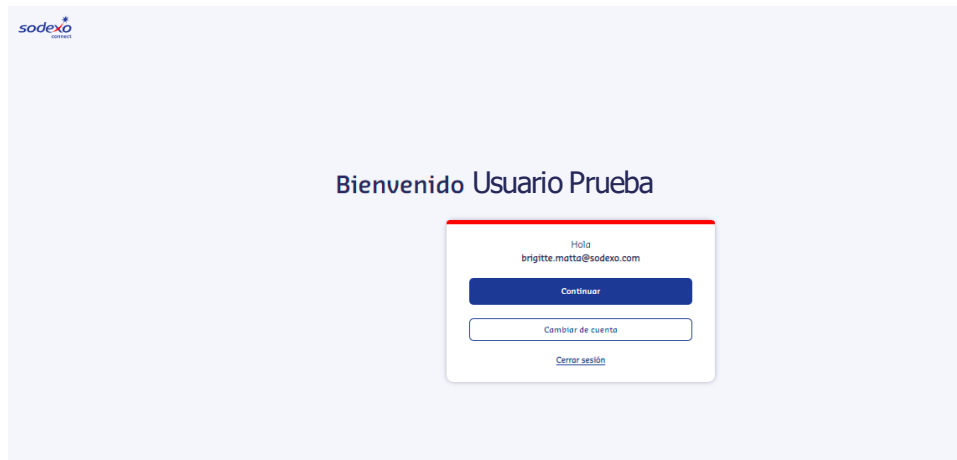 sodexo
connect
Bienvenido Usuario Prueba
Hola
brigitte.matta@sodexo.com
Continuar
Cambiar de cuenta
Cerrar sesión